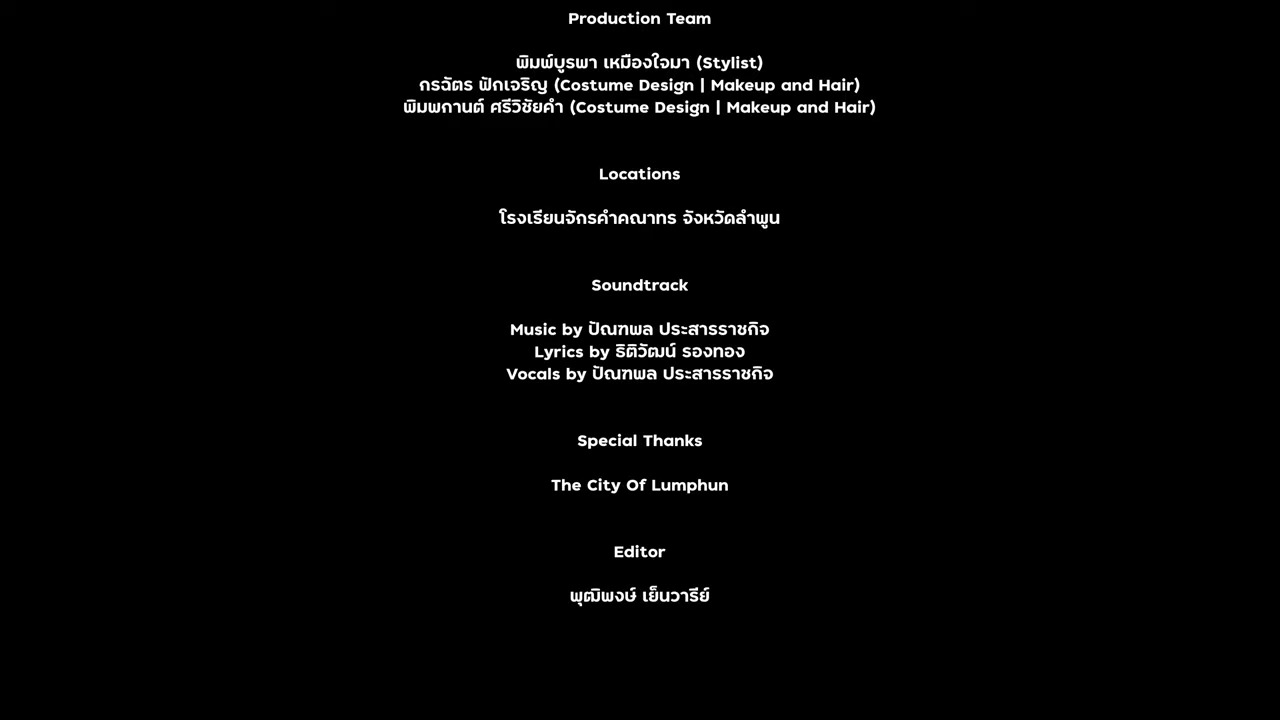 Production Team
พิมพ์บูรพา เหมืองใจมา (Stylist)
กรฉัตร ฟักเจริญ (Costume Design | Makeup and Hair)
พิมพกานต์ ศรีวิชัยคำ (Costume Design | Makeup and Hair)
Locations
โรงเรียนจักรคำคณาทร จังหวัดลำพูน
Soundtrack
Music by ปัณฑพล ประสารราชกิจ
Lyrics by ธิติวัฒน์ รองทอง
Vocals by ปัณฑพล ประสารราชกิจ
Special Thanks
The City Of Lumphun
Editor
พุฒิพงษ์ เย็นวารีย์